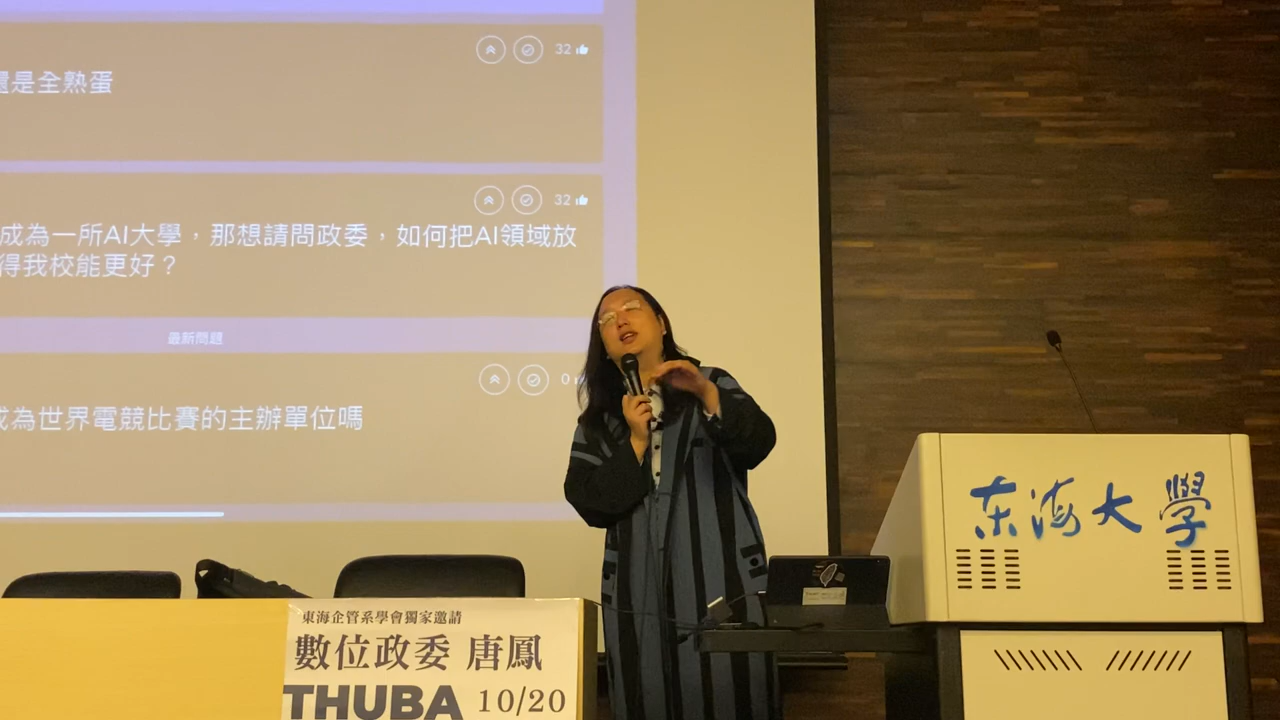 32
還是全熟蛋
32
成為一所AI大學，那想請問政委，如何把AI領域放
得我校能更好？
最新問題
0
成為世界電競比賽的主辦單位嗎
东海大學
東海企管系學會獨家邀請
數位政委 唐鳳
THUBA 10/20